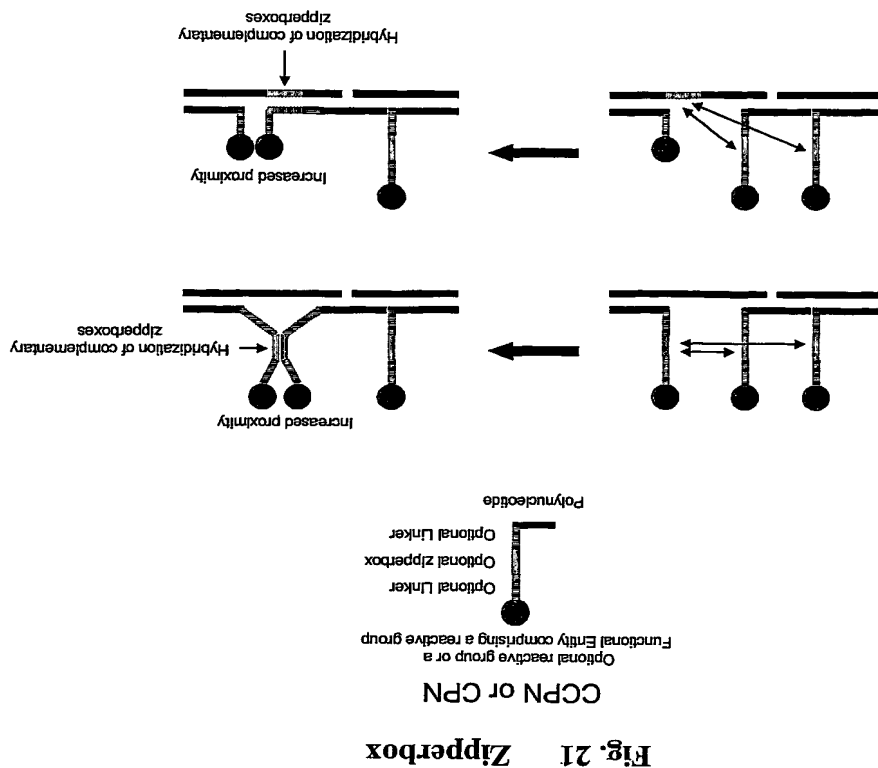 Fig. 21 Zipperbox
CCPN or CPN
Optional reactive group or a
Functional Entity comprising a reactive group
Optional Linker
Optional zipperbox
Optional Linker
Polynucleotide
Increased proximity
Hybridization of complementary
zipperboxes
Increased proximity
Hybridization of complementary
zipperboxes